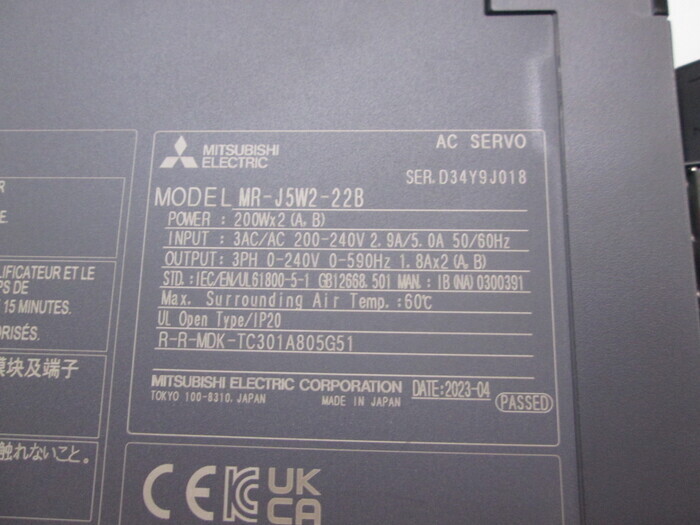 MITSUBISHI
ELECTRIC
AC SERVO
SER. D34Y9J018
MODEL MR-J5W2-22B
POWER : 200Wx2 (A, B)
INPUT : 3AC/AC 200-240V 2.9A/5.0A 50/60Hz
OUTPUT: 3PH 0-240V 0-590Hz 1.8Ax2 (A, B)
STD.: IEC/EN/UL61800-5-1 GB12668.501 MAN. : IB (NA) 0300391
Max. Surrounding Air Temp. :60℃
UL Open Type/IP20
R-R-MDK-TC301A805G51
MITSUBISHI ELECTRIC CORPORATION DATE:2023-04
TOKYO 100-8310, JAPAN MADE IN JAPAN PASSED
R
E.
LIFICATEUR ET LE
PS DE
15 MINUTES.
ORISÉS.
块及端子
触れないこと。
CE
UK
CA